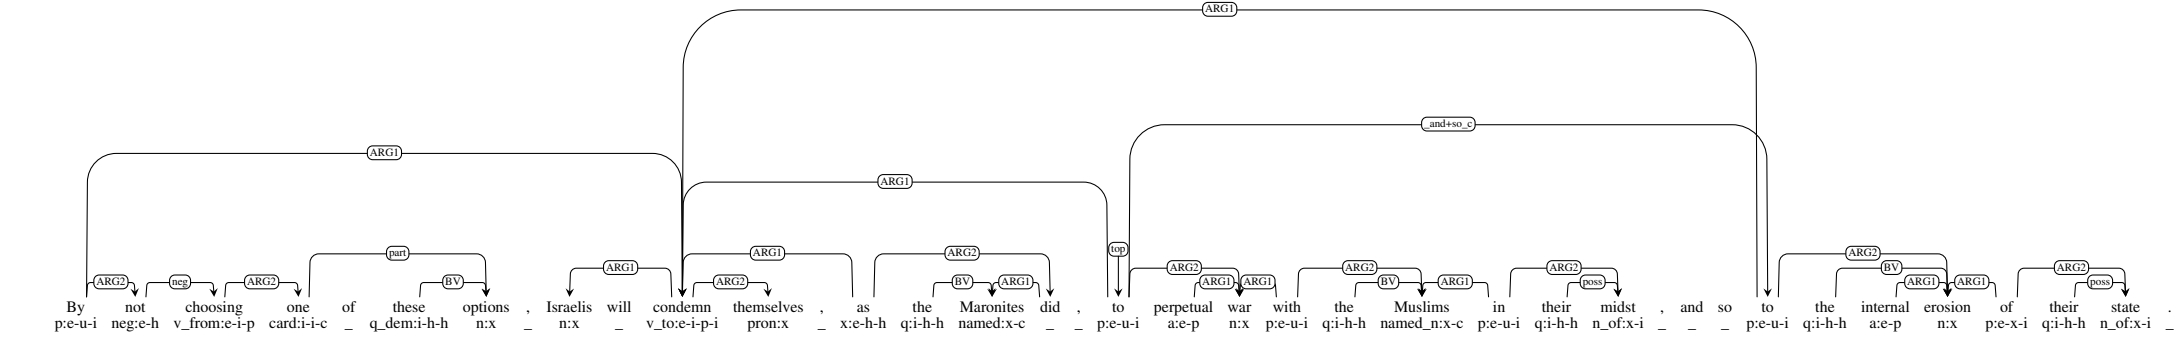 ARG1
_and+so_c
ARG1
ARG1
top
part ARG1 ARG2 ARG2
ARG1 ARG2 ARG2 ARG2 BV ARG2
ARG2 neg ARG2 BV ARG2 BV ARG1 ARG1 ARG1 BV ARG1 poss ARG1 ARG1 poss
By not choosing one of these options , Israelis will condemn themselves , as the Maronites did , to perpetual war with the Muslims in their midst , and so to the internal erosion of their state .
p:e-u-i neg:e-h v_from:e-i-p card:i-i-c _ q_dem:i-h-h n:x _ n:x _ v_to:e-i-p-i pron:x _ x:e-h-h q:i-h-h named:x-c _ _ p:e-u-i a:e-p n:x p:e-u-i q:i-h-h named_n:x-c p:e-u-i q:i-h-h n_of:x-i _ _ _ p:e-u-i q:i-h-h a:e-p n:x p:e-x-i q:i-h-h n_of:x-i _